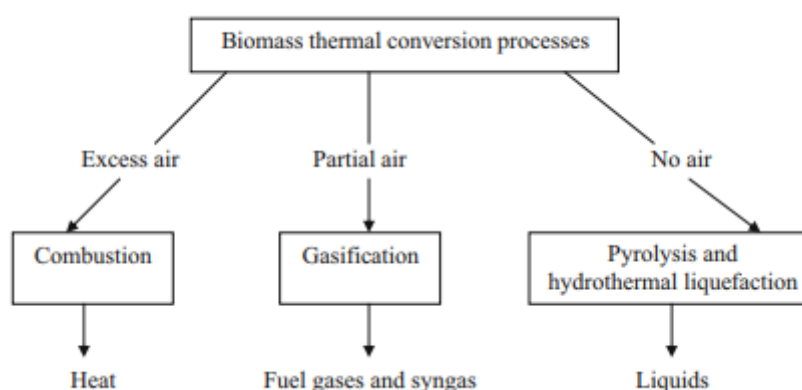 Biomass thermal conversion processes
Excess air
Partial air
No air
Combustion
Gasification
Pyrolysis and
hydrothermal liquefaction
Heat
Fuel gases and syngas
Liquids